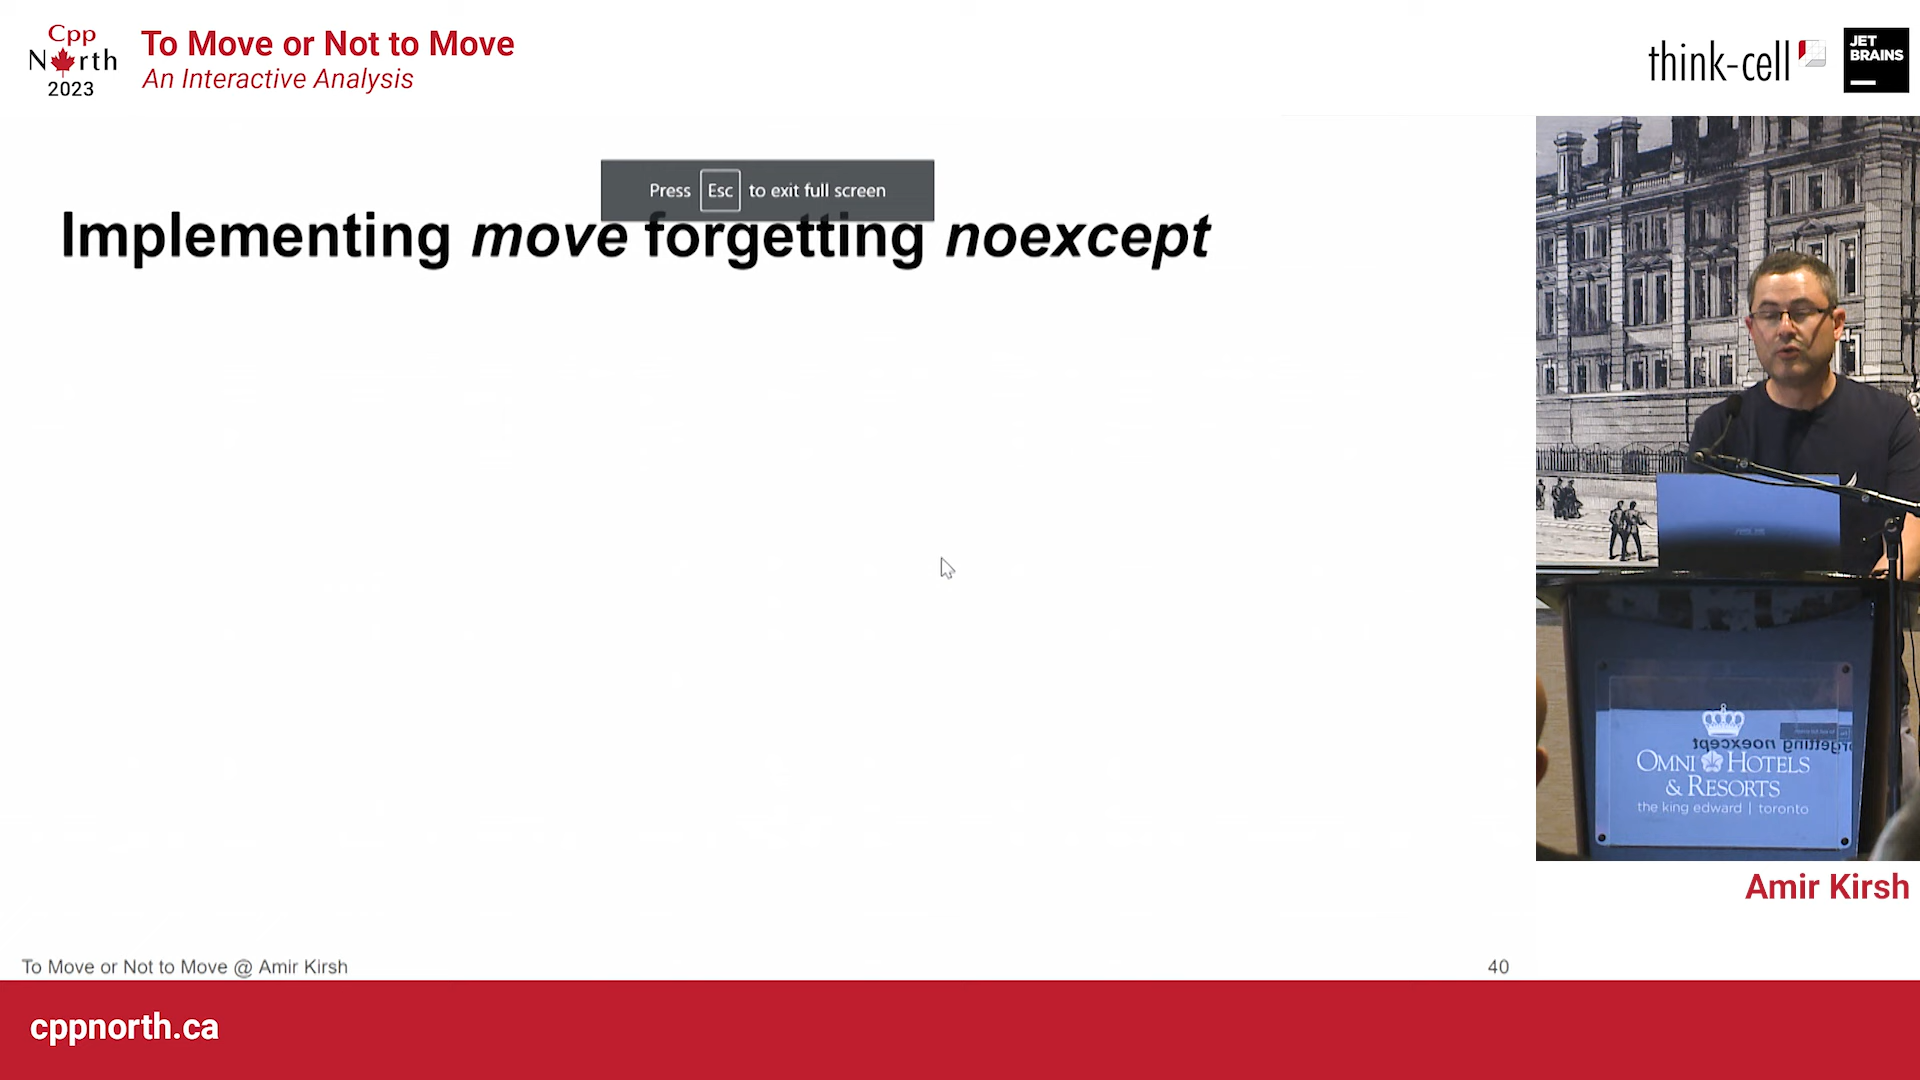 Cpp
North
2023
To Move or Not to Move
An Interactive Analysis
think-cell
JET
BRAINS
Press Esc to exit full screen
Implementing move forgetting noexcept
rgetting noexcept
OMNI HOTELS
& RESORTS
the king edward | toronto
Amir Kirsh
To Move or Not to Move @ Amir Kirsh
40
cppnorth.ca